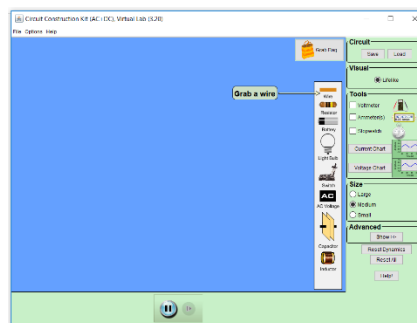 Circuit Construction Kit (AC+DC), Virtual Lab (3.20)
File Options Help
Grab Bag
Grab a wire
Wire
Resistor
Battery
Light Bulb
Switch
AC
AC Voltage
Capacitor
Inductor
Circuit
Save Load
Visual
Lifelike
Tools
Voltmeter
Ammeter(s)
Stopwatch
Current Chart
Voltage Chart
Size
Large
Medium
Small
Advanced
Show >>
Reset Dynamics
Reset All
Help!